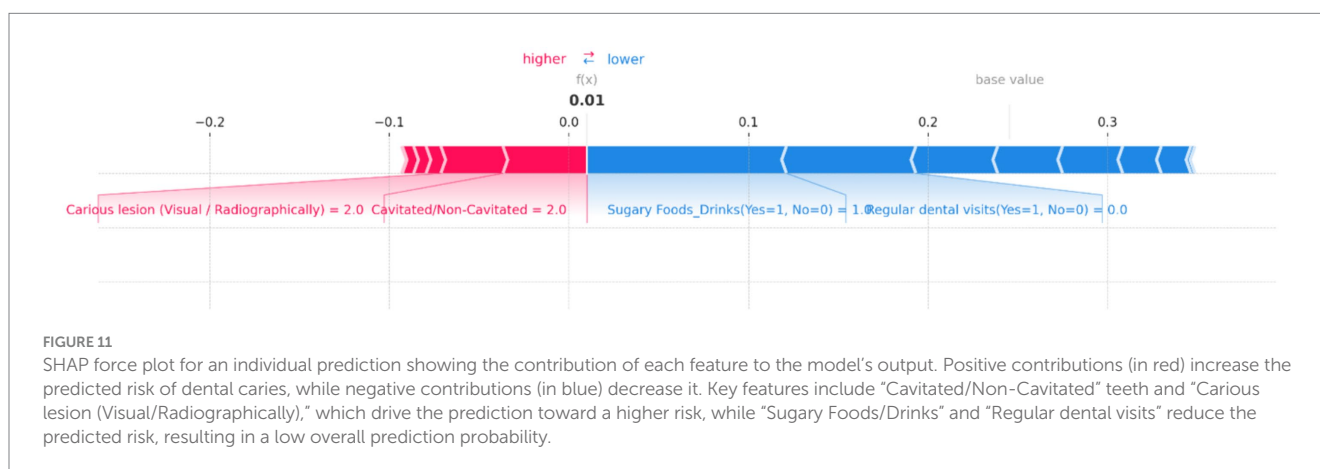 higher ⇄ lower
f(x)
base value
0.01
−0.2
−0.1
0.0
0.1
0.2
0.3
Carious lesion (Visual / Radiographically) = 2.0
Cavitated/Non-Cavitated = 2.0
Sugary Foods_Drinks(Yes=1, No=0) = 1.0
Regular dental visits(Yes=1, No=0) = 0.0
FIGURE 11
SHAP force plot for an individual prediction showing the contribution of each feature to the model’s output. Positive contributions (in red) increase the
predicted risk of dental caries, while negative contributions (in blue) decrease it. Key features include “Cavitated/Non-Cavitated” teeth and “Carious
lesion (Visual/Radiographically),” which drive the prediction toward a higher risk, while “Sugary Foods/Drinks” and “Regular dental visits” reduce the
predicted risk, resulting in a low overall prediction probability.